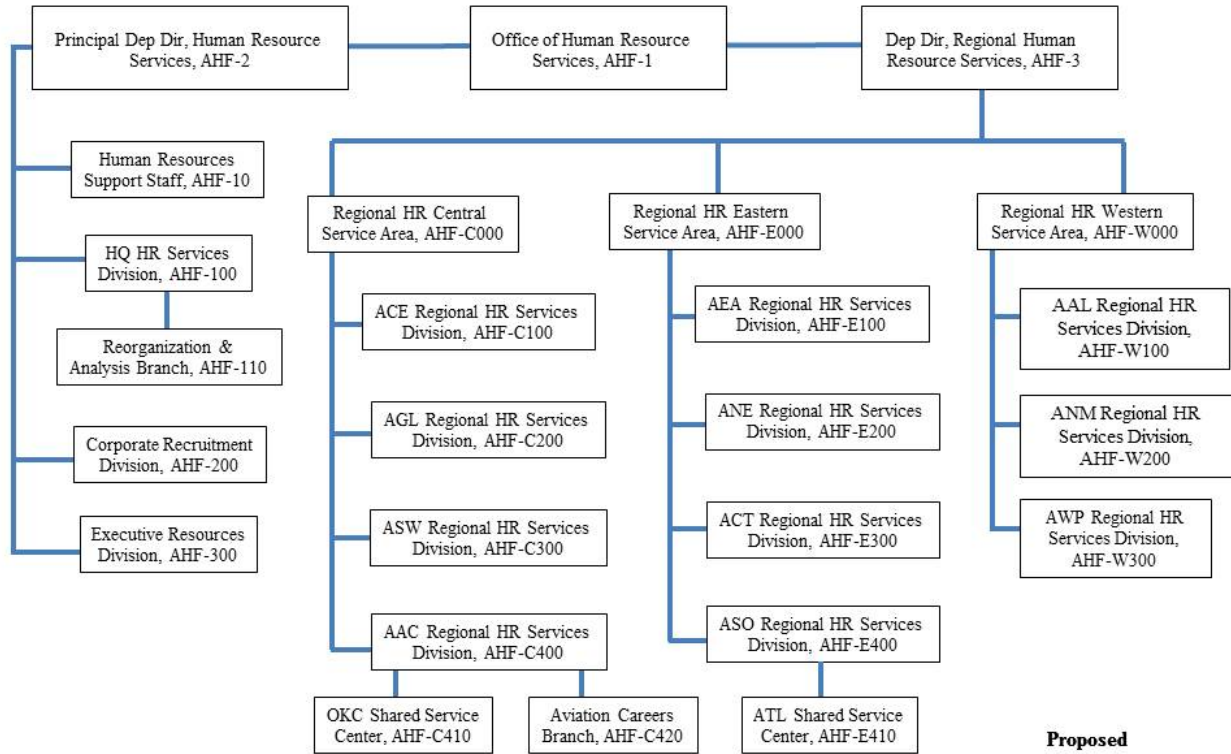 Principal Dep Dir, Human Resource
Services, AHF-2
Office of Human Resource
Services, AHF-1
Dep Dir, Regional Human
Resource Services, AHF-3
Human Resources
Support Staff, AHF-10
HQ HR Services
Division, AHF-100
Reorganization &
Analysis Branch, AHF-110
Corporate Recruitment
Division, AHF-200
Executive Resources
Division, AHF-300
Regional HR Central
Service Area, AHF-C000
ACE Regional HR Services
Division, AHF-C100
AGL Regional HR Services
Division, AHF-C200
ASW Regional HR Services
Division, AHF-C300
AAC Regional HR Services
Division, AHF-C400
OKC Shared Service
Center, AHF-C410
Aviation Careers
Branch, AHF-C420
Regional HR Eastern
Service Area, AHF-E000
AEA Regional HR Services
Division, AHF-E100
ANE Regional HR Services
Division, AHF-E200
ACT Regional HR Services
Division, AHF-E300
ASO Regional HR Services
Division, AHF-E400
ATL Shared Service
Center, AHF-E410
Regional HR Western
Service Area, AHF-W000
AAL Regional HR
Services Division,
AHF-W100
ANM Regional HR
Services Division,
AHF-W200
AWP Regional HR
Services Division,
AHF-W300
Proposed